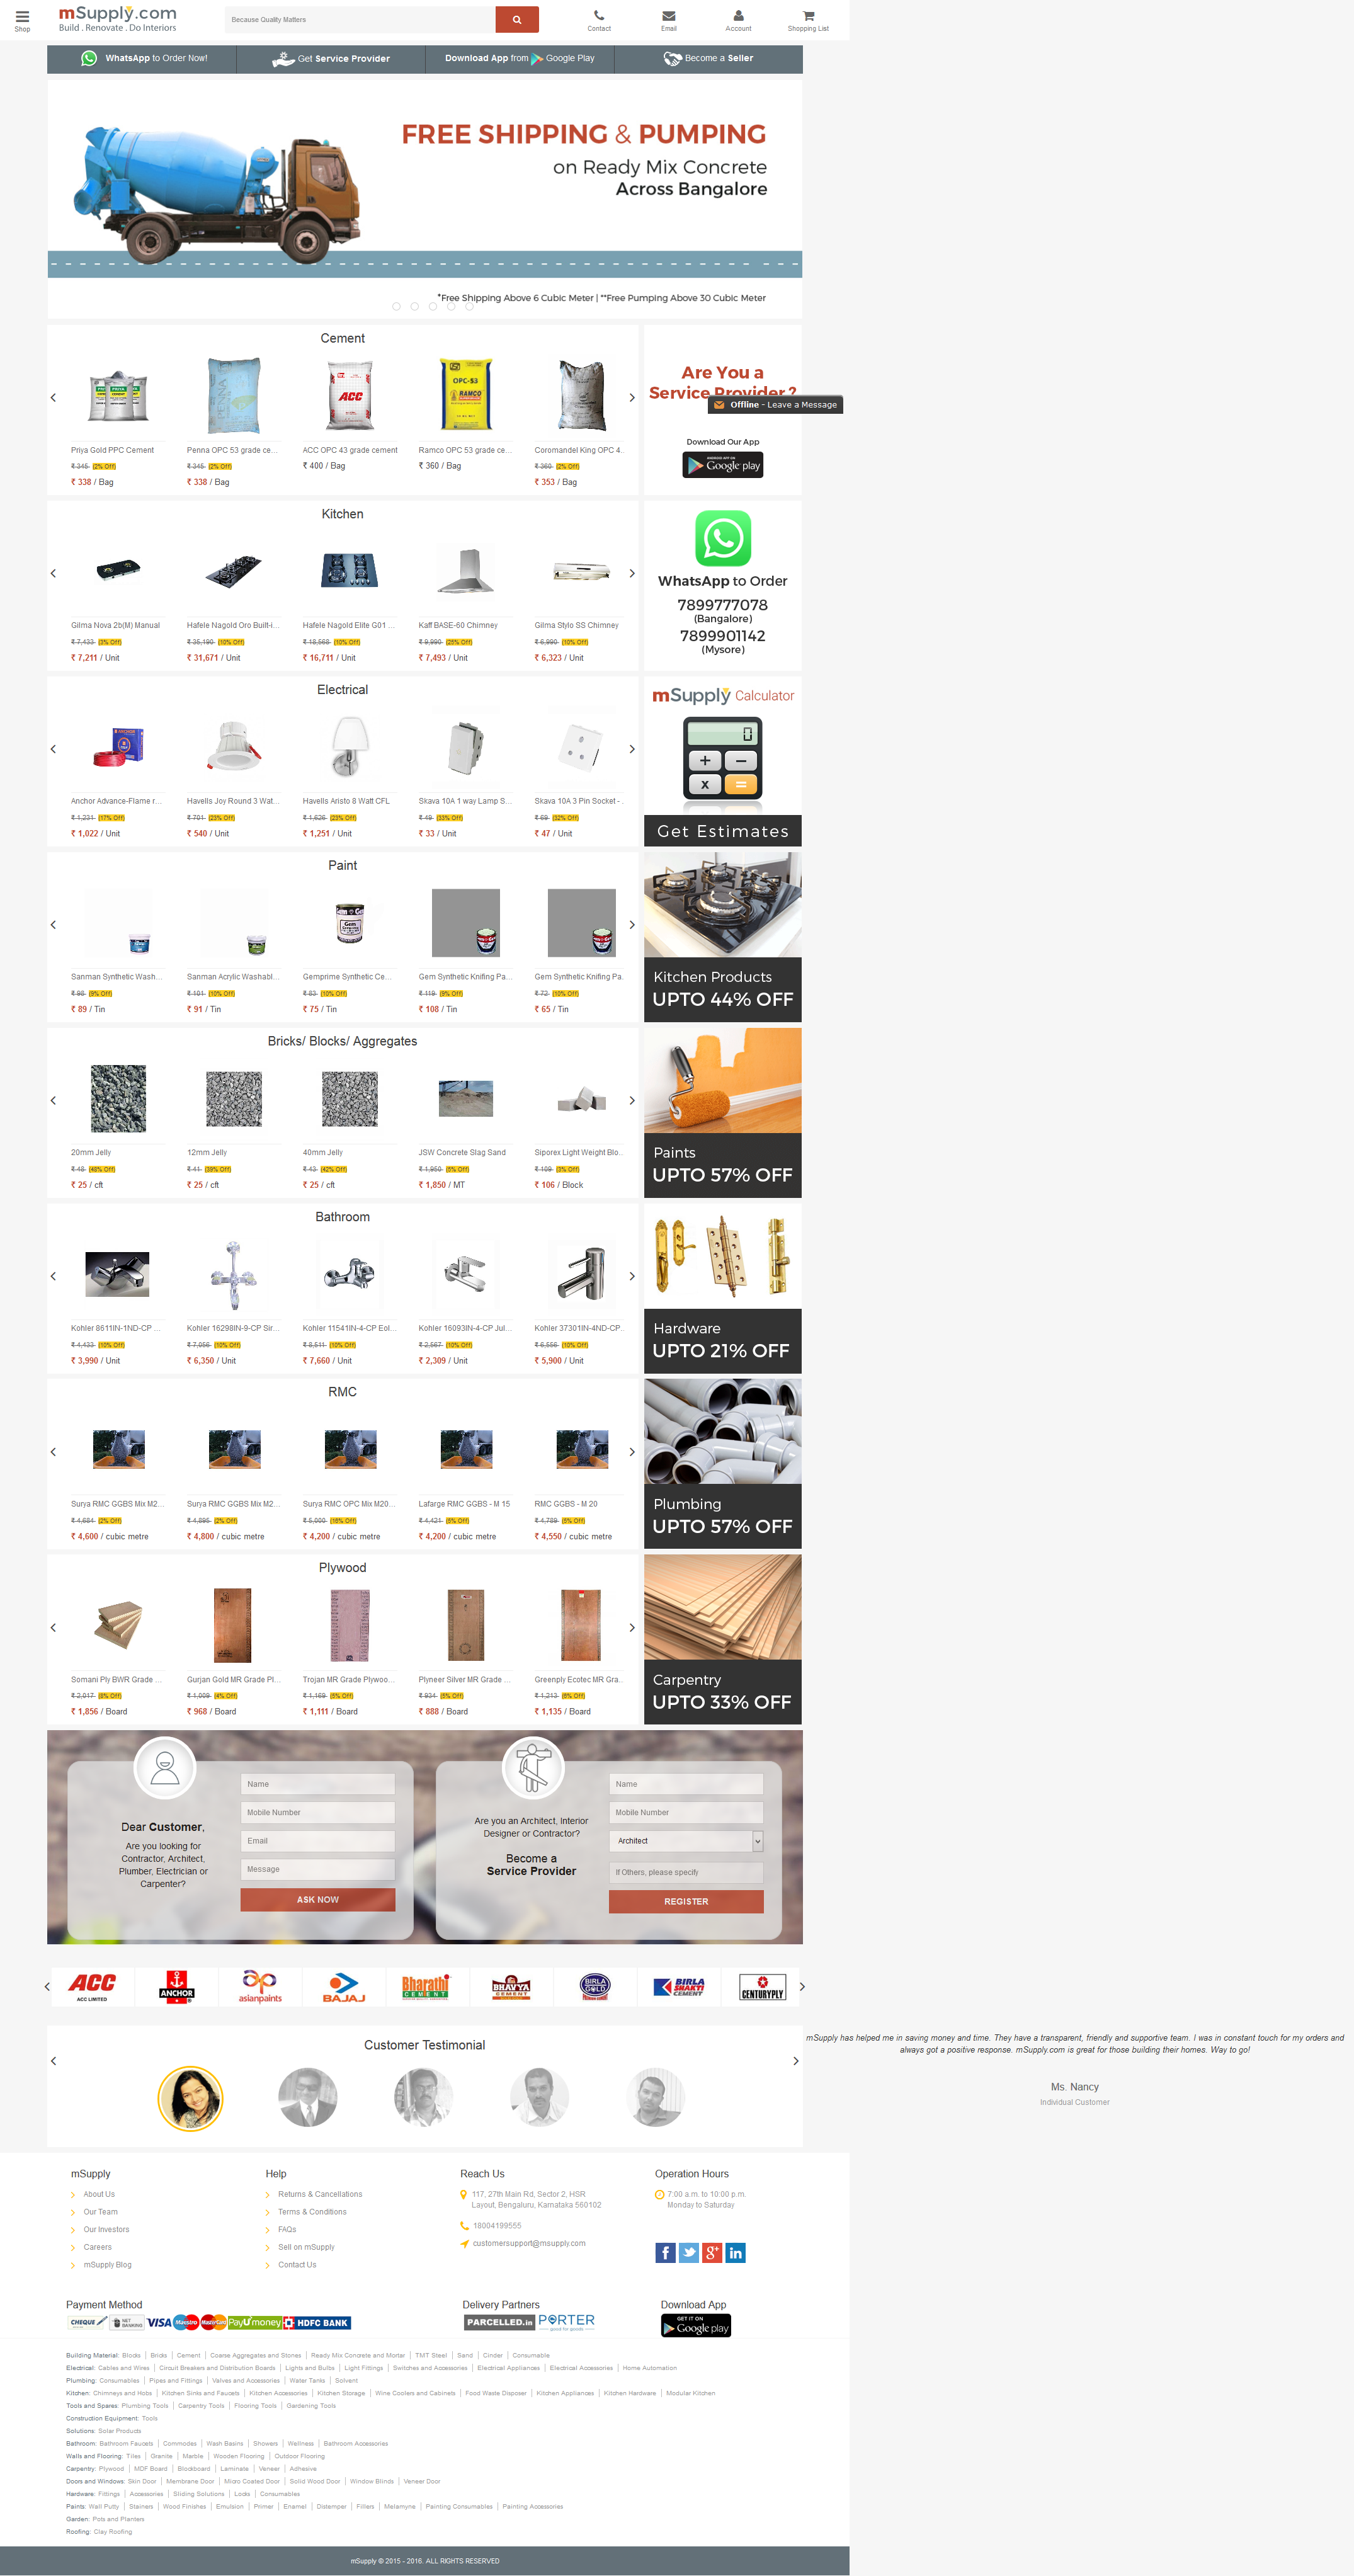 Shop
mSupply.com
Build . Renovate . Do Interiors
Because Quality Matters
Contact
Email
Account
Shopping List
WhatsApp to Order Now!
Get Service Provider
Download App from Google Play
Become a Seller
FREE SHIPPING & PUMPING
on Ready Mix Concrete
Across Bangalore
*Free Shipping Above 6 Cubic Meter | **Free Pumping Above 30 Cubic Meter
Cement
Priya Gold PPC Cement
₹ 345 (2% Off)
₹ 338 / Bag
Penna OPC 53 grade ce...
₹ 345 (2% Off)
₹ 338 / Bag
ACC OPC 43 grade cement
₹ 400 / Bag
Ramco OPC 53 grade ce...
₹ 360 / Bag
Coromandel King OPC 4..
₹ 360 (2% Off)
₹ 353 / Bag
Are You a
Service Provider ?
Offline - Leave a Message
Download Our App
ANDROID APP ON
Google play
Kitchen
Gilma Nova 2b(M) Manual
₹ 7,433 (3% Off)
₹ 7,211 / Unit
Hafele Nagold Oro Built-i...
₹ 35,190 (10% Off)
₹ 31,671 / Unit
Hafele Nagold Elite G01 ...
₹ 18,568 (10% Off)
₹ 16,711 / Unit
Kaff BASE-60 Chimney
₹ 9,990 (25% Off)
₹ 7,493 / Unit
Gilma Stylo SS Chimney
₹ 6,990 (10% Off)
₹ 6,323 / Unit
WhatsApp to Order
7899777078
(Bangalore)
7899901142
(Mysore)
Electrical
Anchor Advance-Flame r...
₹ 1,231 (17% Off)
₹ 1,022 / Unit
Havells Joy Round 3 Wat...
₹ 701 (23% Off)
₹ 540 / Unit
Havells Aristo 8 Watt CFL
₹ 1,626 (23% Off)
₹ 1,251 / Unit
Skava 10A 1 way Lamp S...
₹ 49 (33% Off)
₹ 33 / Unit
Skava 10A 3 Pin Socket - ..
₹ 69 (32% Off)
₹ 47 / Unit
mSupply Calculator
0
+ −
x =
Get Estimates
Paint
Sanman Synthetic Wash...
₹ 98 (9% Off)
₹ 89 / Tin
Sanman Acrylic Washabl...
₹ 101 (10% Off)
₹ 91 / Tin
Gemprime Synthetic Ce...
₹ 83 (10% Off)
₹ 75 / Tin
Gem Synthetic Knifing Pa...
₹ 119 (9% Off)
₹ 108 / Tin
Gem Synthetic Knifing Pa..
₹ 72 (10% Off)
₹ 65 / Tin
Kitchen Products
UPTO 44% OFF
Bricks/ Blocks/ Aggregates
20mm Jelly
₹ 48 (48% Off)
₹ 25 / cft
12mm Jelly
₹ 41 (39% Off)
₹ 25 / cft
40mm Jelly
₹ 43 (42% Off)
₹ 25 / cft
JSW Concrete Slag Sand
₹ 1,950 (5% Off)
₹ 1,850 / MT
Siporex Light Weight Blo..
₹ 109 (3% Off)
₹ 106 / Block
Paints
UPTO 57% OFF
Bathroom
Kohler 8611IN-1ND-CP ...
₹ 4,433 (10% Off)
₹ 3,990 / Unit
Kohler 16298IN-9-CP Sir...
₹ 7,056 (10% Off)
₹ 6,350 / Unit
Kohler 11541IN-4-CP Eol...
₹ 8,511 (10% Off)
₹ 7,660 / Unit
Kohler 16093IN-4-CP Jul...
₹ 2,567 (10% Off)
₹ 2,309 / Unit
Kohler 37301IN-4ND-CP..
₹ 6,556 (10% Off)
₹ 5,900 / Unit
Hardware
UPTO 21% OFF
RMC
Surya RMC GGBS Mix M2...
₹ 4,684 (2% Off)
₹ 4,600 / cubic metre
Surya RMC GGBS Mix M2...
₹ 4,895 (2% Off)
₹ 4,800 / cubic metre
Surya RMC OPC Mix M20...
₹ 5,000 (16% Off)
₹ 4,200 / cubic metre
Lafarge RMC GGBS - M 15
₹ 4,421 (5% Off)
₹ 4,200 / cubic metre
RMC GGBS - M 20
₹ 4,789 (5% Off)
₹ 4,550 / cubic metre
Plumbing
UPTO 57% OFF
Plywood
Somani Ply BWR Grade ...
₹ 2,017 (8% Off)
₹ 1,856 / Board
Gurjan Gold MR Grade Pl...
₹ 1,009 (4% Off)
₹ 968 / Board
Trojan MR Grade Plywoo...
₹ 1,169 (5% Off)
₹ 1,111 / Board
Plyneer Silver MR Grade ...
₹ 934 (5% Off)
₹ 888 / Board
Greenply Ecotec MR Gra..
₹ 1,213 (6% Off)
₹ 1,135 / Board
Carpentry
UPTO 33% OFF
Dear Customer,
Are you looking for
Contractor, Architect,
Plumber, Electrician or
Carpenter?
Name
Mobile Number
Email
Message
ASK NOW
Are you an Architect, Interior
Designer or Contractor?
Become a
Service Provider
Name
Mobile Number
Architect
If Others, please specify
REGISTER
ACC
ACC LIMITED
ANCHOR
asianpaints
BAJAJ
Bharathi
CEMENT
BHAVYA
CEMENT
BIRLA
GOLD
BIRLA
SHAKTI
CEMENT
CENTURYPLY
Customer Testimonial
mSupply has helped me in saving money and time. They have a transparent, friendly and supportive team. I was in constant touch for my orders and
always got a positive response. mSupply.com is great for those building their homes. Way to go!
Ms. Nancy
Individual Customer
mSupply
About Us
Our Team
Our Investors
Careers
mSupply Blog
Help
Returns & Cancellations
Terms & Conditions
FAQs
Sell on mSupply
Contact Us
Reach Us
117, 27th Main Rd, Sector 2, HSR
Layout, Bengaluru, Karnataka 560102
18004199555
customersupport@msupply.com
Operation Hours
7:00 a.m. to 10:00 p.m.
Monday to Saturday
Payment Method
CHEQUE NET BANKING VISA Maestro MasterCard PayUmoney HDFC BANK
Delivery Partners
PARCELLED.in PORTER
Download App
GET IT ON
Google play
Building Material: Blocks | Bricks | Cement | Coarse Aggregates and Stones | Ready Mix Concrete and Mortar | TMT Steel | Sand | Cinder | Consumable
Electrical: Cables and Wires | Circuit Breakers and Distribution Boards | Lights and Bulbs | Light Fittings | Switches and Accessories | Electrical Appliances | Electrical Accessories | Home Automation
Plumbing: Consumables | Pipes and Fittings | Valves and Accessories | Water Tanks | Solvent
Kitchen: Chimneys and Hobs | Kitchen Sinks and Faucets | Kitchen Accessories | Kitchen Storage | Wine Coolers and Cabinets | Food Waste Disposer | Kitchen Appliances | Kitchen Hardware | Modular Kitchen
Tools and Spares: Plumbing Tools | Carpentry Tools | Flooring Tools | Gardening Tools
Construction Equipment: Tools
Solutions: Solar Products
Bathroom: Bathroom Faucets | Commodes | Wash Basins | Showers | Wellness | Bathroom Accessories
Walls and Flooring: Tiles | Granite | Marble | Wooden Flooring | Outdoor Flooring
Carpentry: Plywood | MDF Board | Blockboard | Laminate | Veneer | Adhesive
Doors and Windows: Skin Door | Membrane Door | Micro Coated Door | Solid Wood Door | Window Blinds | Veneer Door
Hardware: Fittings | Accessories | Sliding Solutions | Locks | Consumables
Paints: Wall Putty | Stainers | Wood Finishes | Emulsion | Primer | Enamel | Distemper | Fillers | Melamyne | Painting Consumables | Painting Accessories
Garden: Pots and Planters
Roofing: Clay Roofing
mSupply © 2015 - 2016. ALL RIGHTS RESERVED